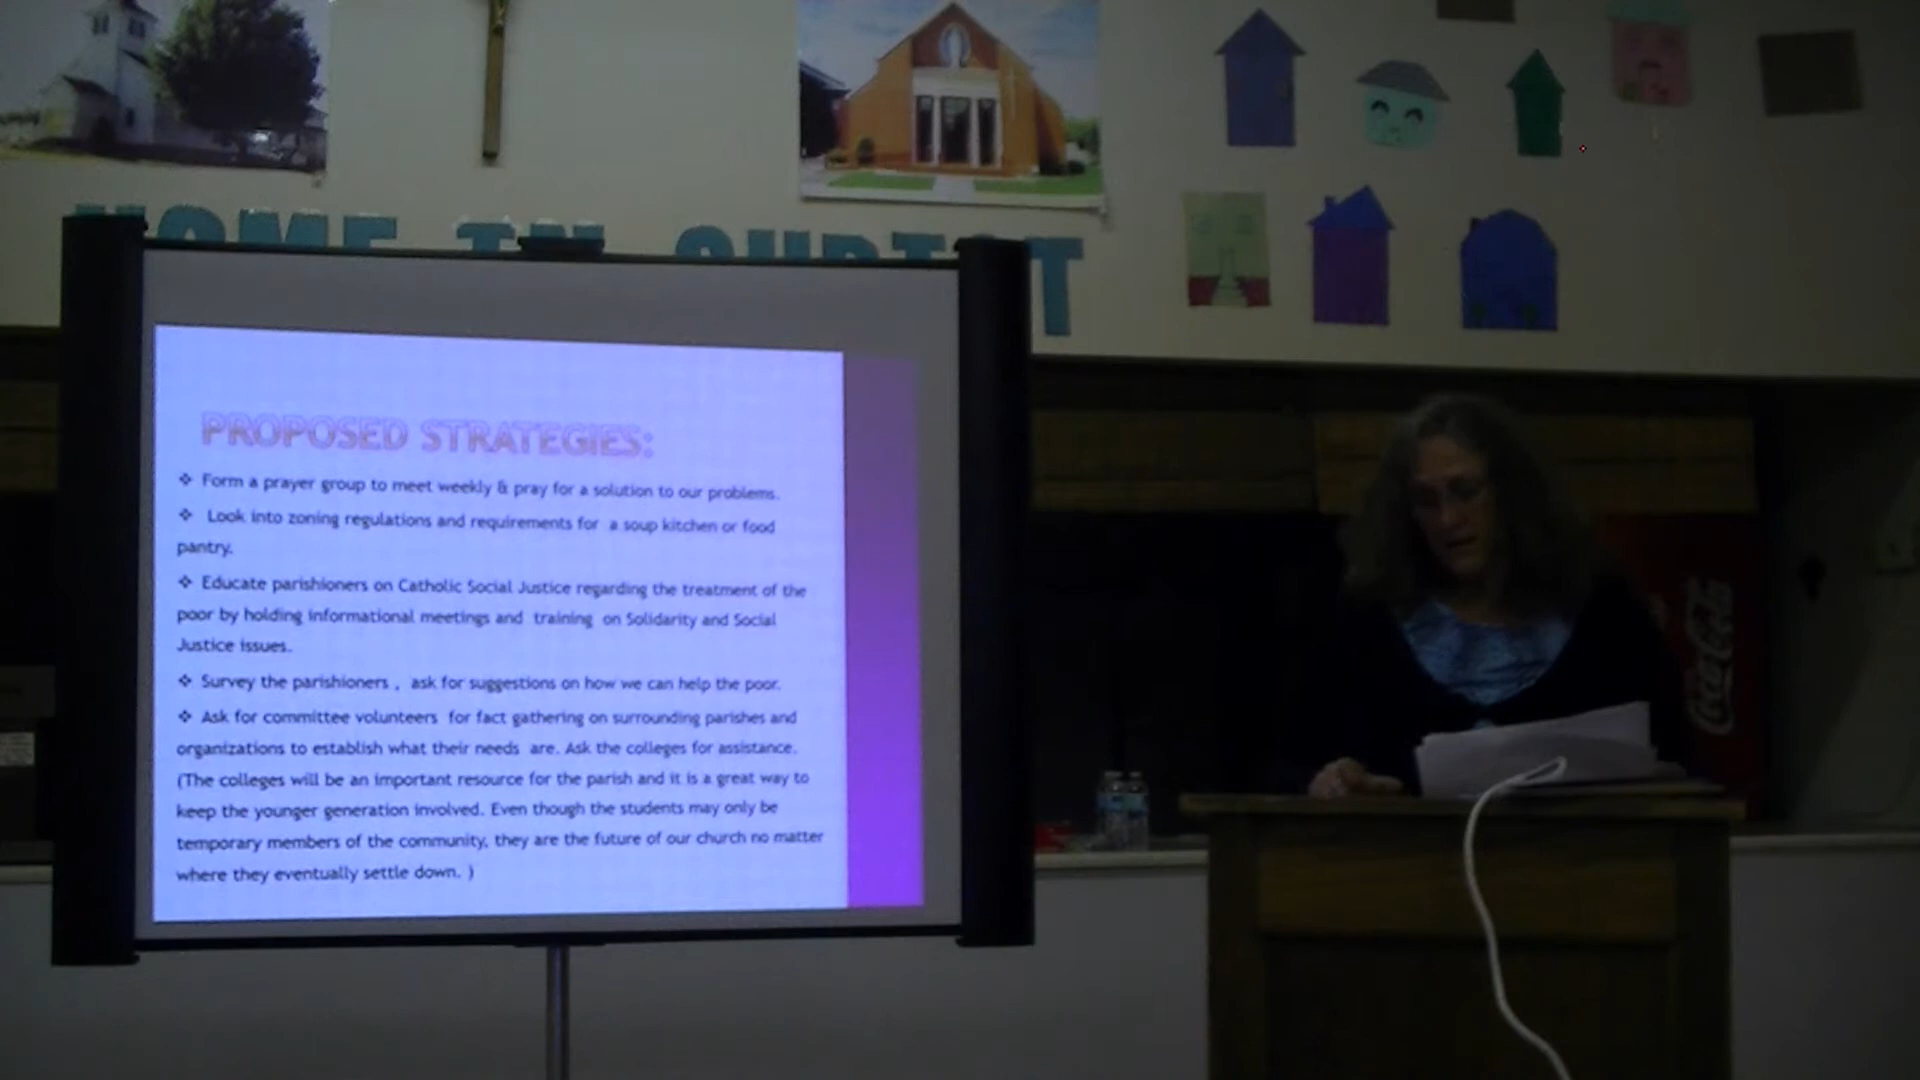 HOME IN CHRIST
PROPOSED STRATEGIES:
❖ Form a prayer group to meet weekly & pray for a solution to our problems.
❖ Look into zoning regulations and requirements for a soup kitchen or food
pantry.
❖ Educate parishioners on Catholic Social Justice regarding the treatment of the
poor by holding informational meetings and training on Solidarity and Social
Justice issues.
❖ Survey the parishioners , ask for suggestions on how we can help the poor.
❖ Ask for committee volunteers for fact gathering on surrounding parishes and
organizations to establish what their needs are. Ask the colleges for assistance.
(The colleges will be an important resource for the parish and it is a great way to
keep the younger generation involved. Even though the students may only be
temporary members of the community, they are the future of our church no matter
where they eventually settle down. )
Coca-Cola